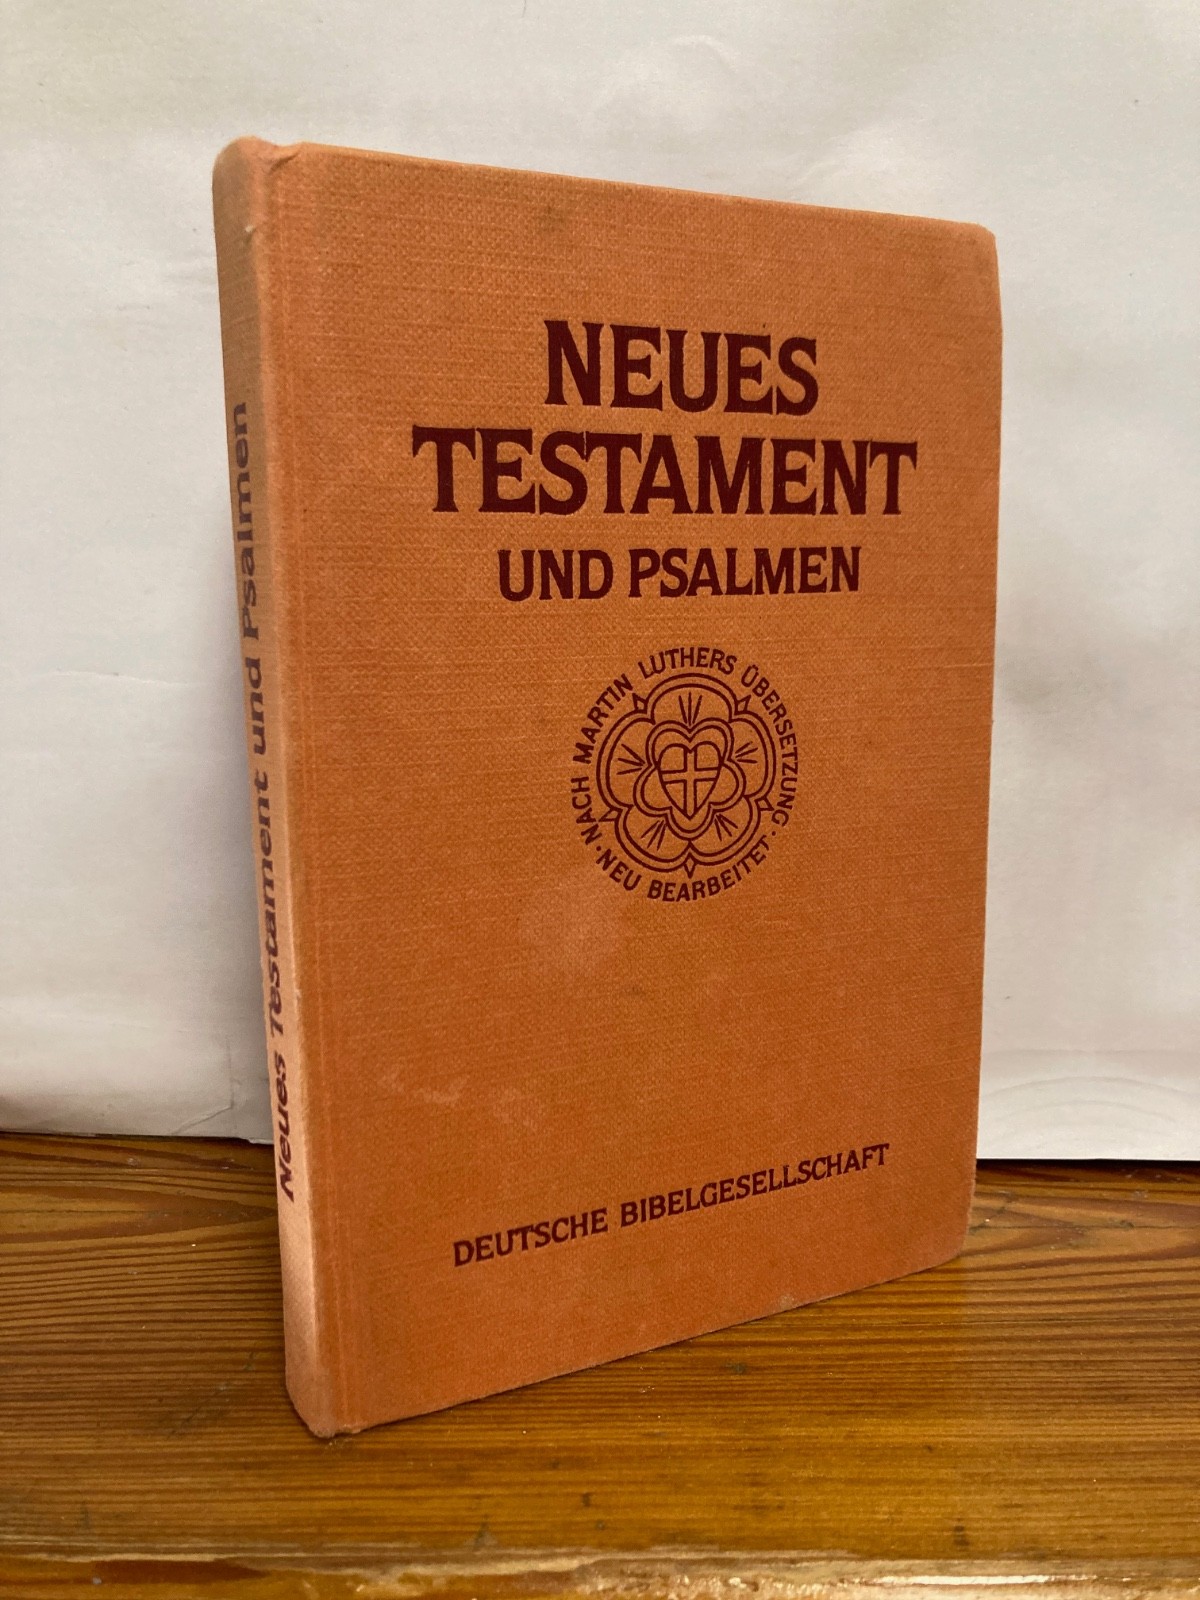 NEUES
TESTAMENT
UND PSALMEN
NACH MARTIN LUTHERS ÜBERSETZUNG · NEU BEARBEITET ·
DEUTSCHE BIBELGESELLSCHAFT
Neues Testament und Psalmen